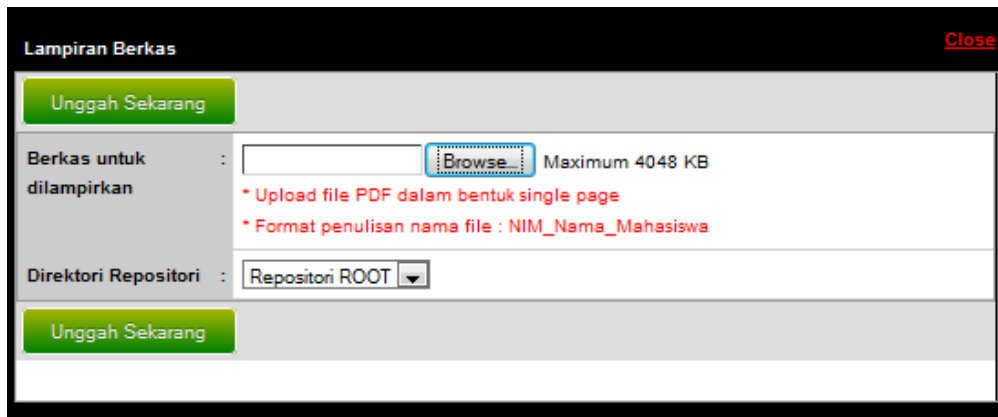 Lampiran Berkas
Close
Unggah Sekarang
Berkas untuk dilampirkan : Browse... Maximum 4048 KB
* Upload file PDF dalam bentuk single page
* Format penulisan nama file : NIM_Nama_Mahasiswa
Direktori Repositori : Repositori ROOT
Unggah Sekarang